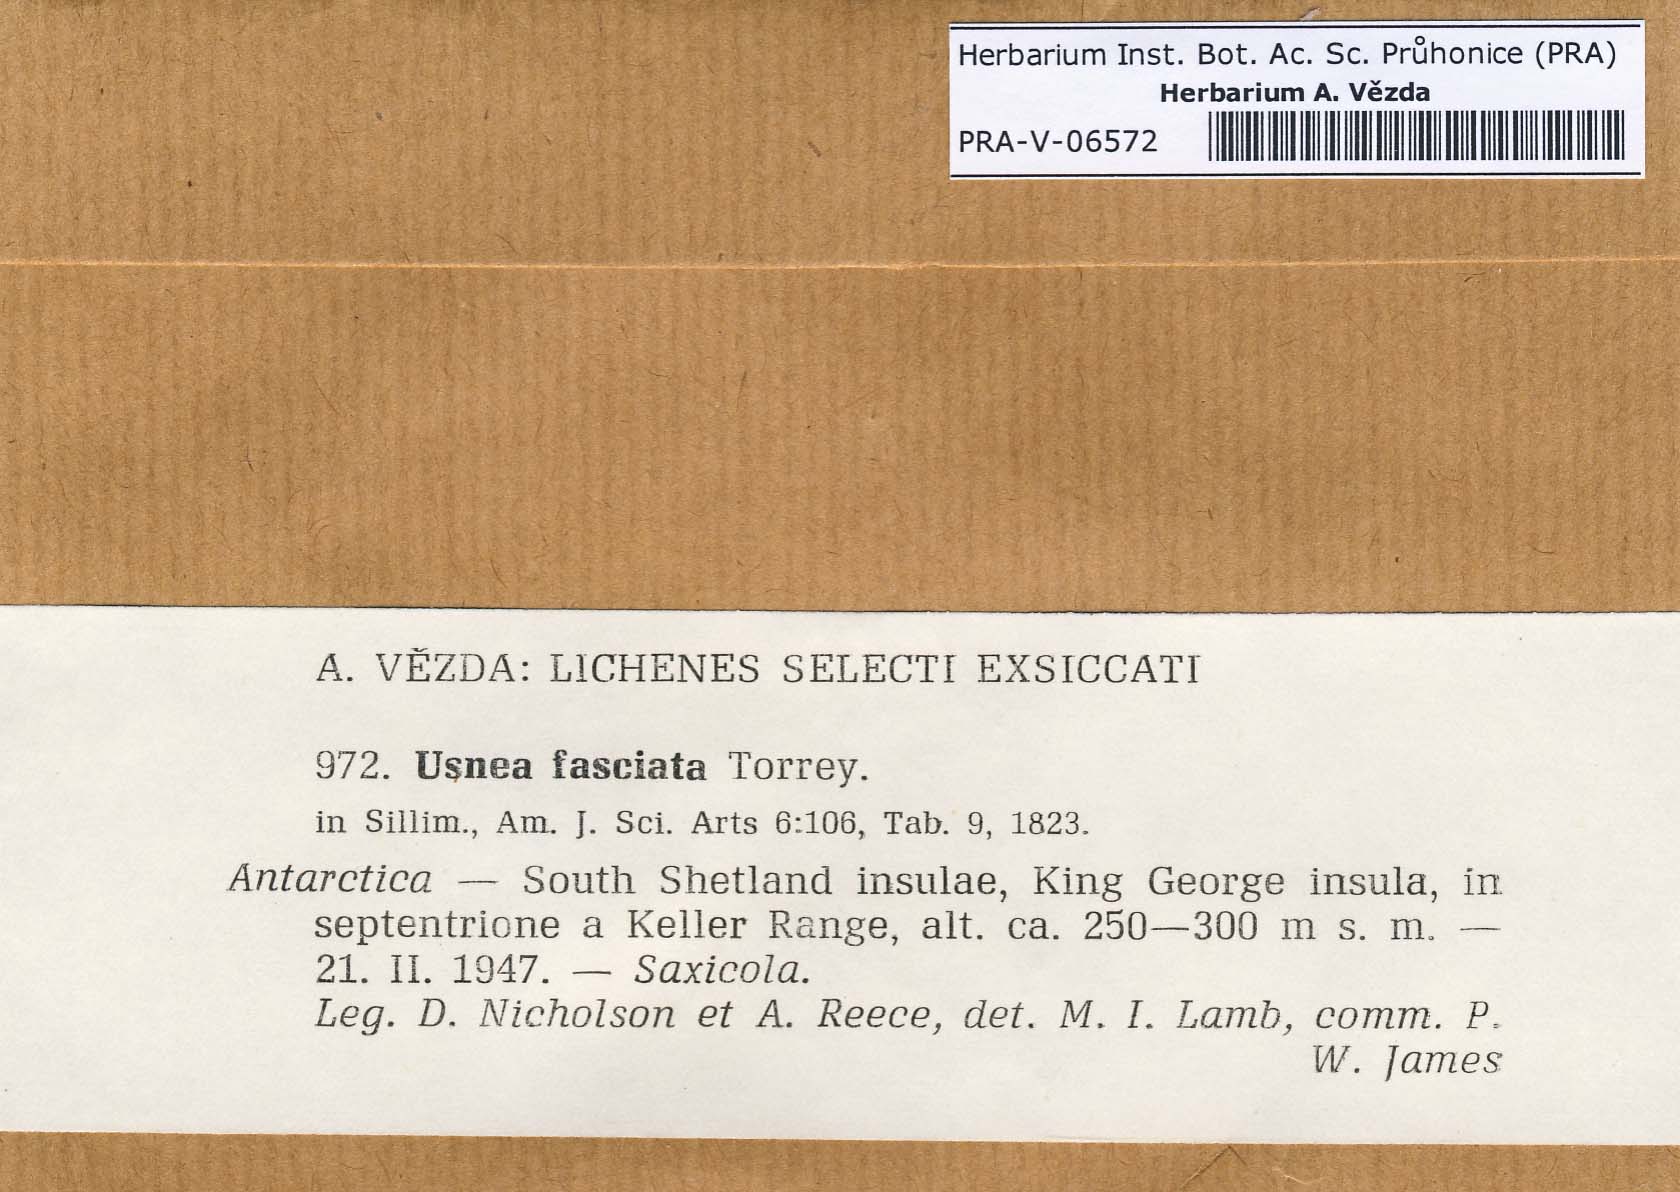 Herbarium Inst. Bot. Ac. Sc. Průhonice (PRA)
Herbarium A. Vězda
PRA-V-06572
A. VĚZDA: LICHENES SELECTI EXSICCATI
972. Usnea fasciata Torrey.
in Sillim., Am. J. Sci. Arts 6:106, Tab. 9, 1823.
Antarctica — South Shetland insulae, King George insula, in
septentrione a Keller Range, alt. ca. 250—300 m s. m. —
21. II. 1947. — Saxicola.
Leg. D. Nicholson et A. Reece, det. M. I. Lamb, comm. P.
W. James